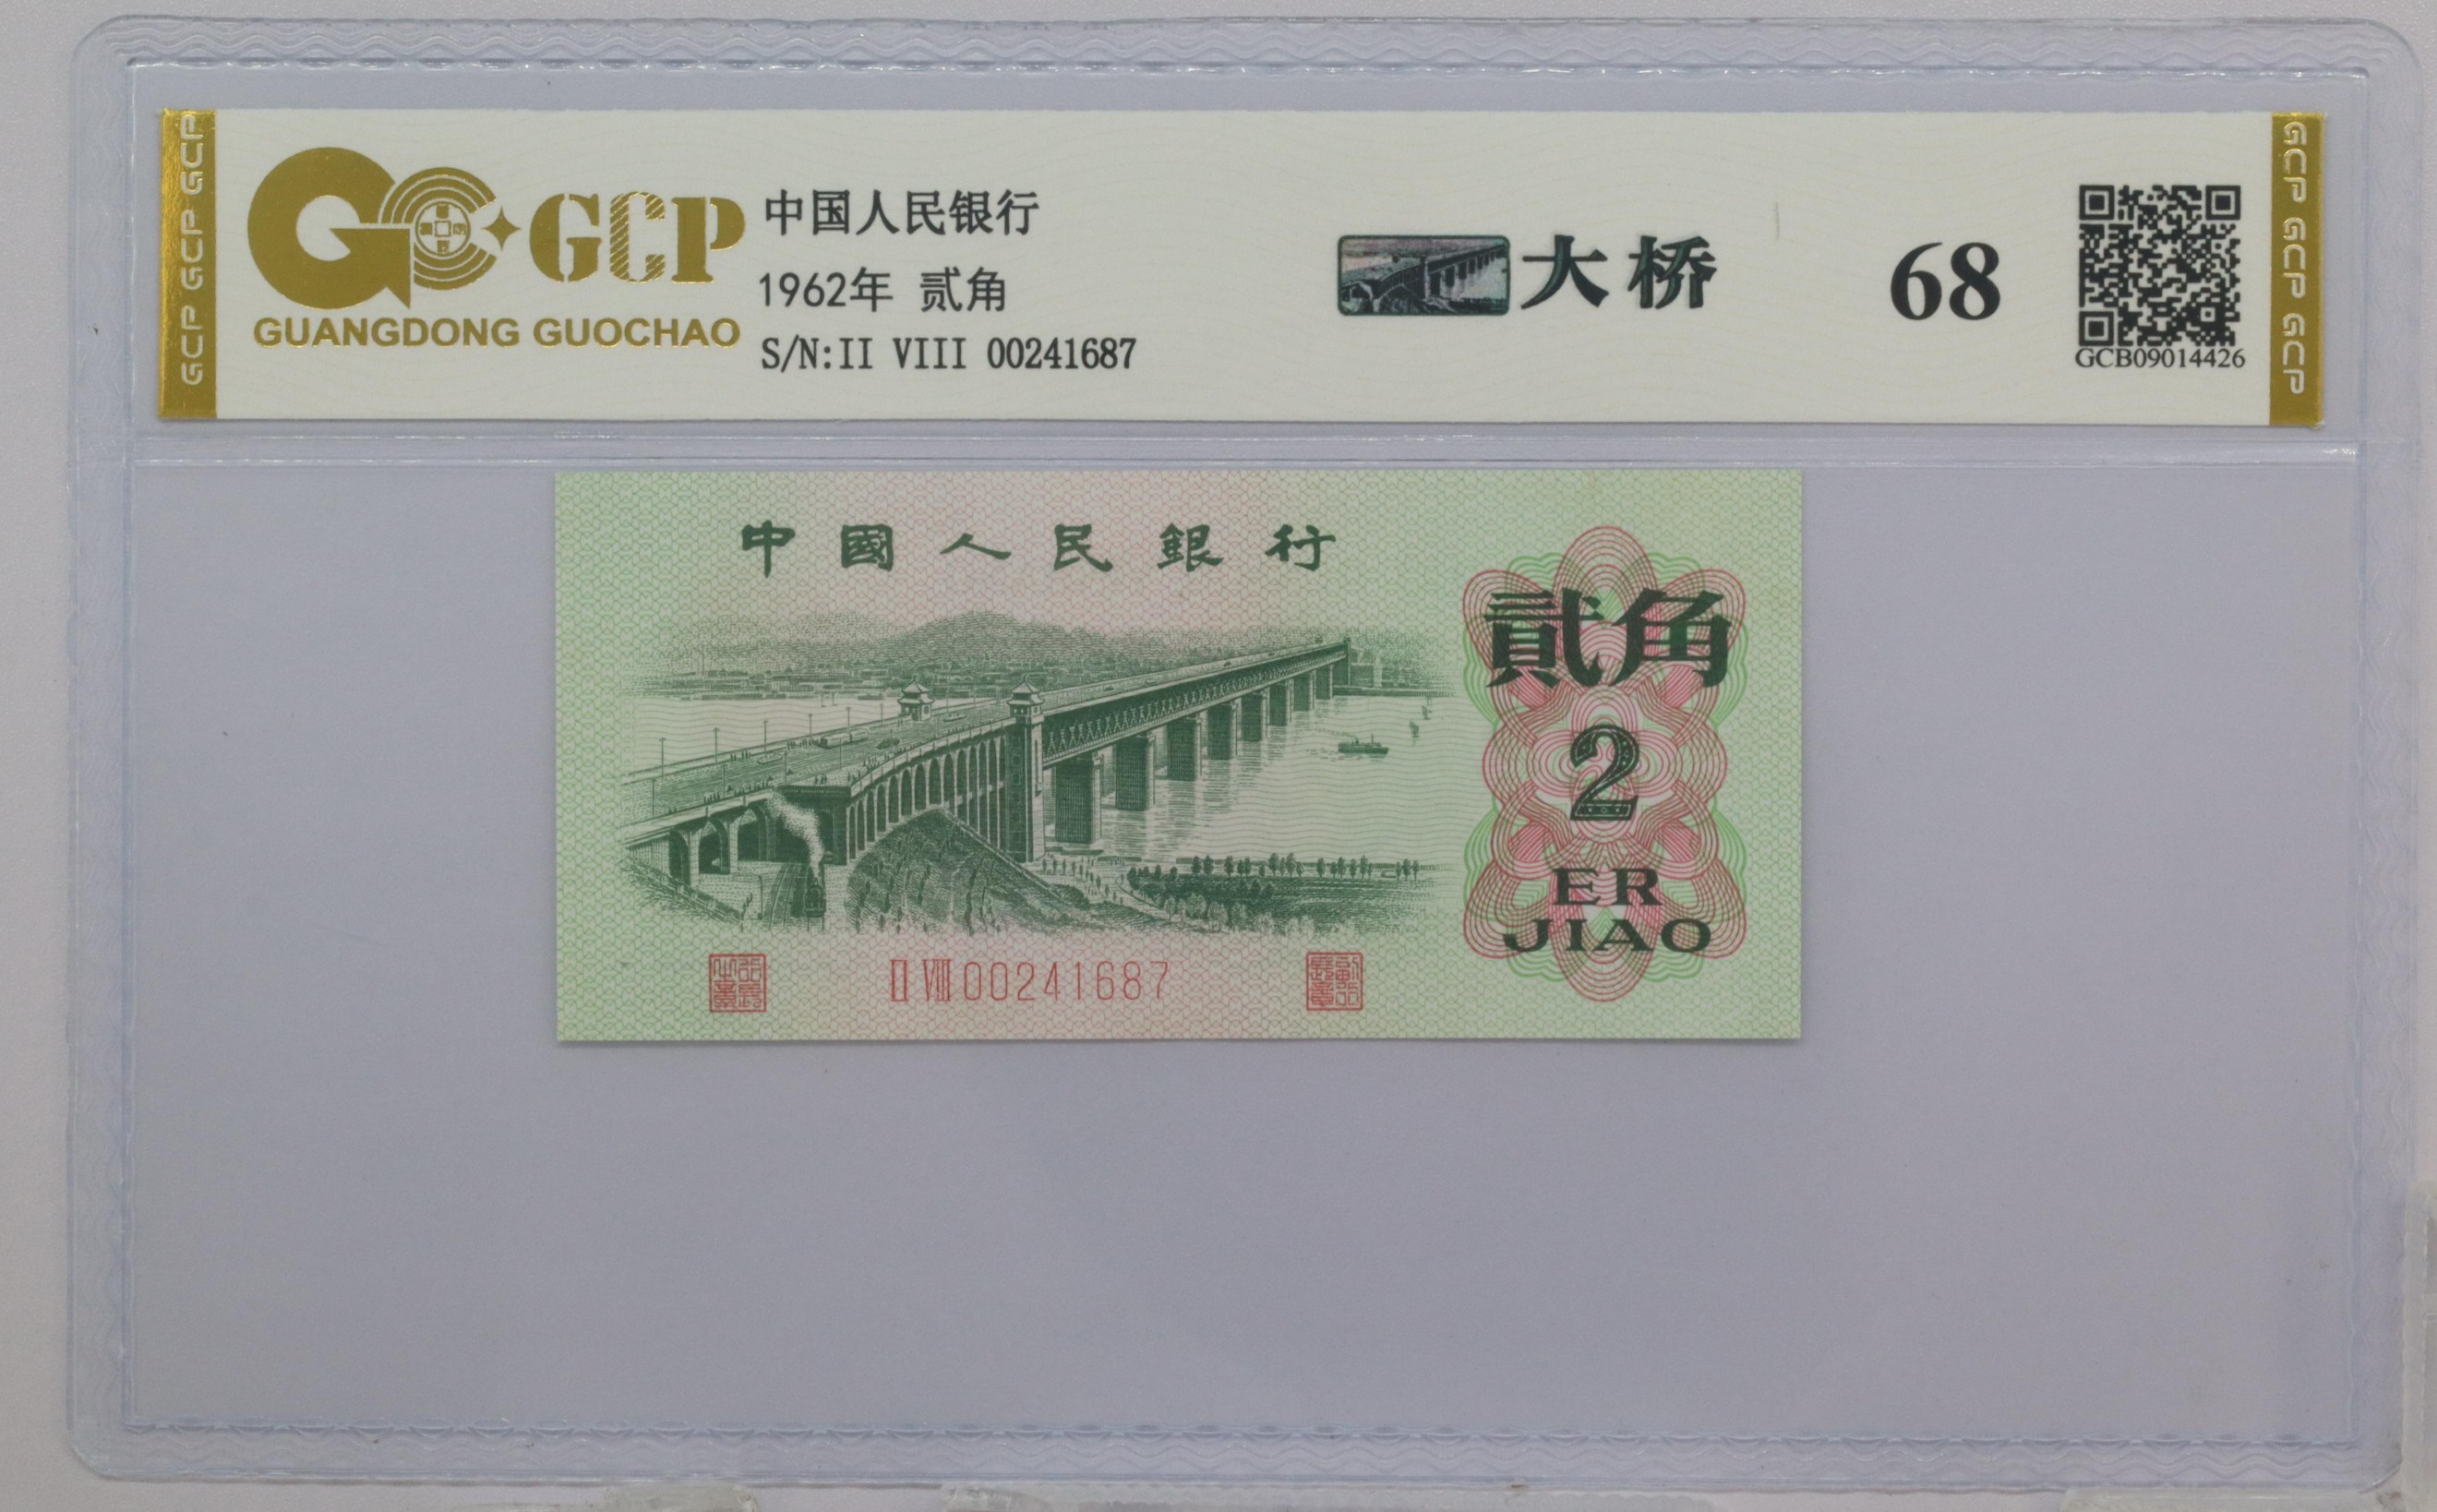 GCP GCP GCP
GCP
GUANGDONG GUOCHAO
中国人民银行
1962年 贰角
S/N:II VIII 00241687
大桥
68
GCB09014426
GCP GCP GCP
中國人民銀行
貳角
2
ER
JIAO
II VIII 00241687